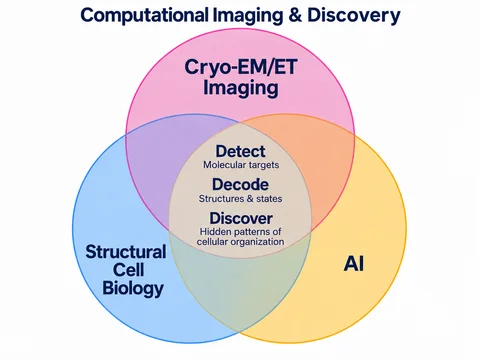 Computational Imaging & Discovery
Cryo-EM/ET
Imaging
Detect
Molecular targets
Decode
Structures & states
Discover
Hidden patterns of
cellular organization
Structural
Cell
Biology
AI